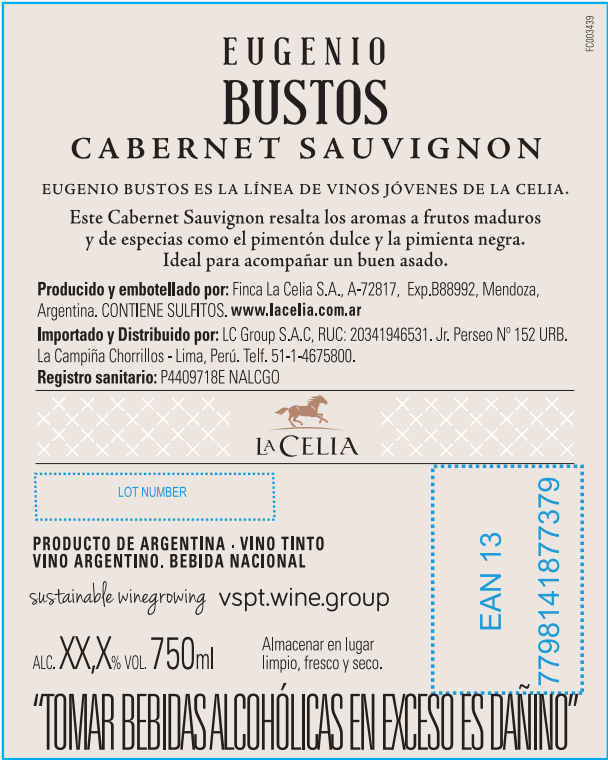 FC003439
EUGENIO
BUSTOS
CABERNET SAUVIGNON
EUGENIO BUSTOS ES LA LÍNEA DE VINOS JÓVENES DE LA CELIA.
Este Cabernet Sauvignon resalta los aromas a frutos maduros
y de especias como el pimentón dulce y la pimienta negra.
Ideal para acompañar un buen asado.
Producido y embotellado por: Finca La Celia S.A., A-72817, Exp.B88992, Mendoza,
Argentina. CONTIENE SULFITOS. www.lacelia.com.ar
Importado y Distribuido por: LC Group S.A.C, RUC: 20341946531. Jr. Perseo Nº 152 URB.
La Campiña Chorrillos - Lima, Perú. Telf. 51-1-4675800.
Registro sanitario: P4409718E NALCGO
LA CELIA
LOT NUMBER
PRODUCTO DE ARGENTINA · VINO TINTO
VINO ARGENTINO. BEBIDA NACIONAL
sustainable winegrowing vspt.wine.group
ALC. XX,X% VOL. 750ml
Almacenar en lugar
limpio, fresco y seco.
EAN 13
7798141877379
“TOMAR BEBIDAS ALCOHÓLICAS EN EXCESO ES DAÑINO”